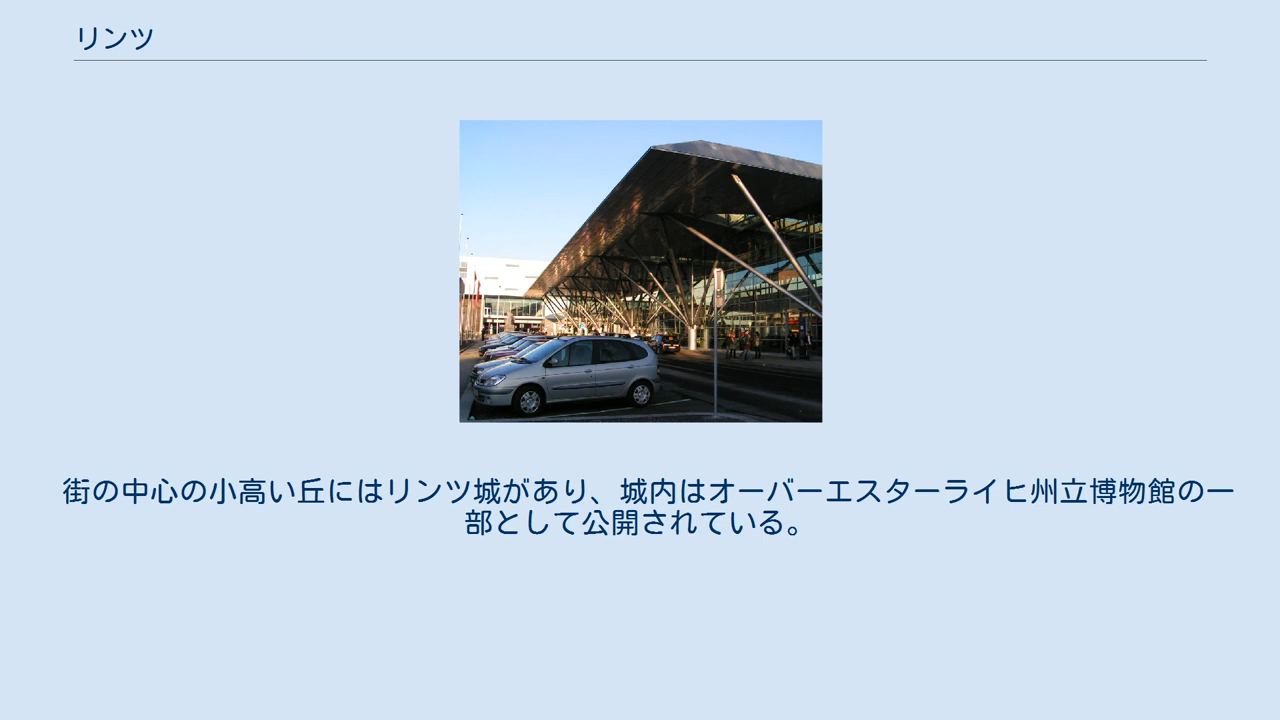 リンツ
街の中心の小高い丘にはリンツ城があり、城内はオーバーエスターライヒ州立博物館の一
部として公開されている。